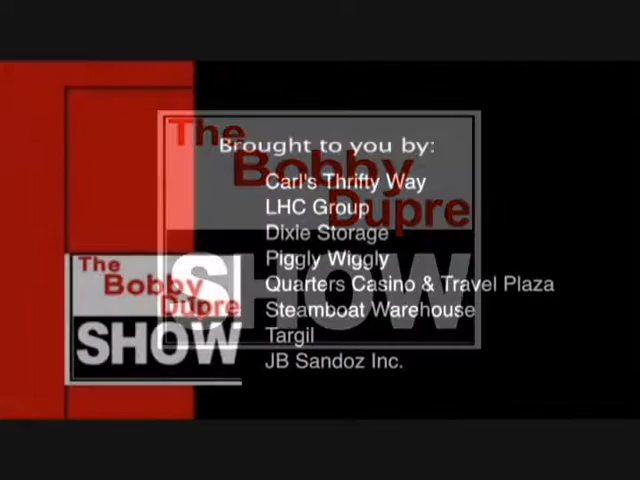 The
Bobby
Dupre
SHOW
Brought to you by:
Carl's Thrifty Way
LHC Group
Dixie Storage
Piggly Wiggly
Quarters Casino & Travel Plaza
Steamboat Warehouse
Targil
JB Sandoz Inc.
The
Bobby
Dupre
SHOW